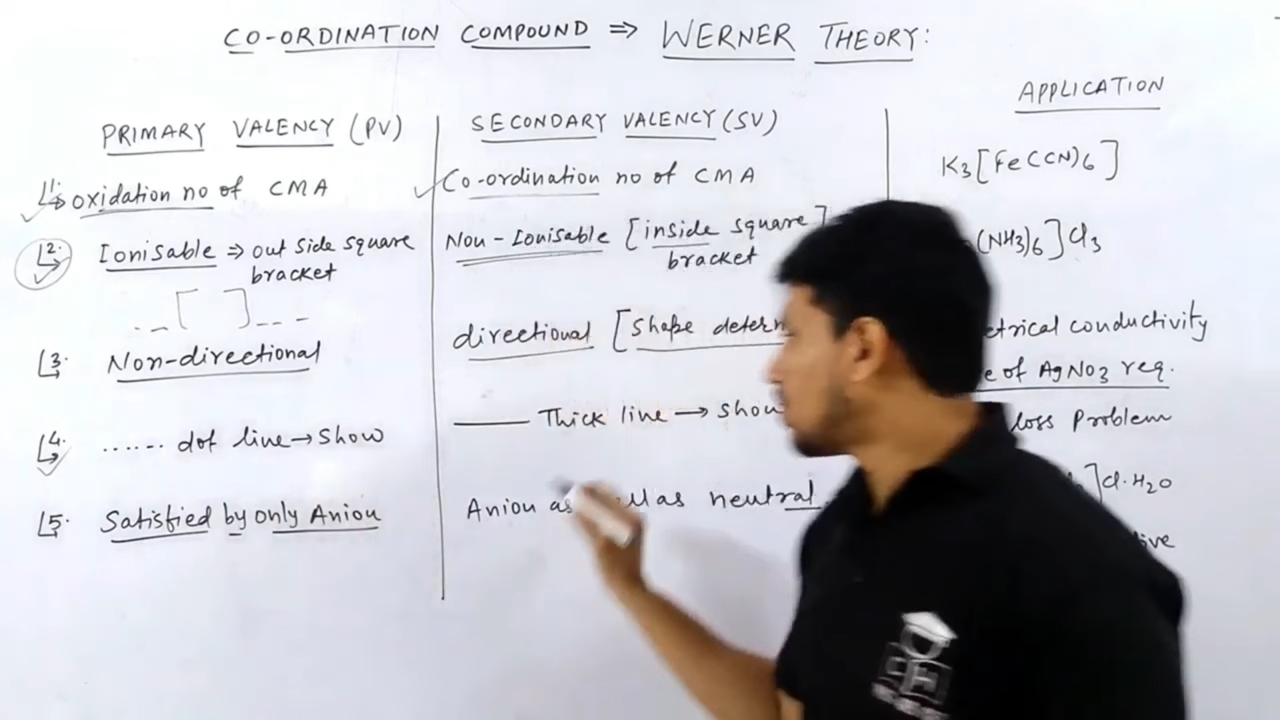 CO-ORDINATION COMPOUND ⇒ WERNER THEORY:
PRIMARY VALENCY (PV)
1. oxidation no of CMA
2. Ionisable ⇒ out side square
bracket
...[ ]...
3. Non-directional
4. ...... dot line → Show
5. Satisfied by only Anion
SECONDARY VALENCY (SV)
Co-ordination no of CMA
Non-Ionisable [inside square]
bracket
directional [Shape
—— Thick line → Show
Anion as as neutral
APPLICATION
K3[Fe(CN)6]
(NH3)6]Cl3
conductivity
of AgNO3 req.
loss Problem
]Cl·H2O